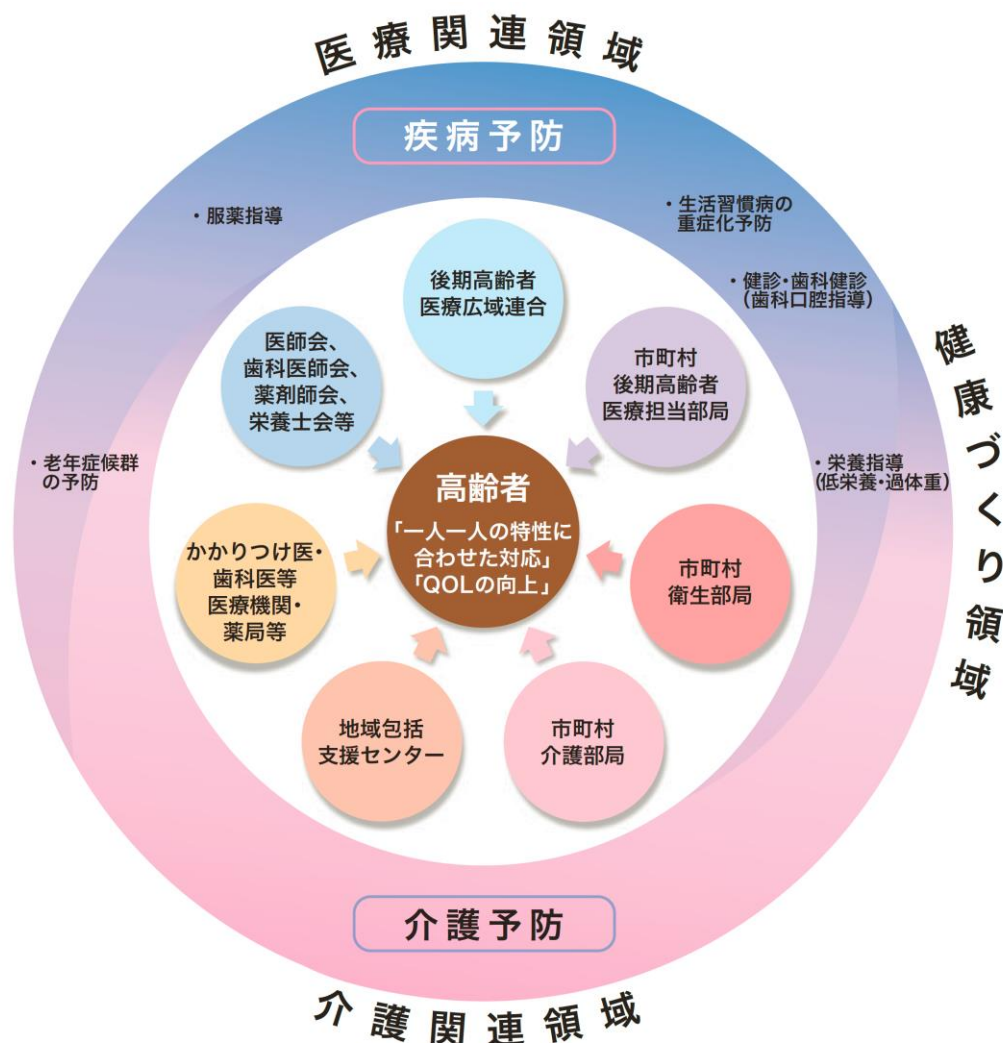 医療関連領域
疾病予防
・服薬指導
・生活習慣病の
重症化予防
・健診・歯科健診
（歯科口腔指導）
健康づくり領域
後期高齢者
医療広域連合
医師会、
歯科医師会、
薬剤師会、
栄養士会等
市町村
後期高齢者
医療担当部局
・老年症候群
の予防
・栄養指導
（低栄養・過体重）
高齢者
「一人一人の特性に
合わせた対応」
「QOLの向上」
かかりつけ医・
歯科医等
医療機関・
薬局等
市町村
衛生部局
地域包括
支援センター
市町村
介護部局
介護予防
介護関連領域